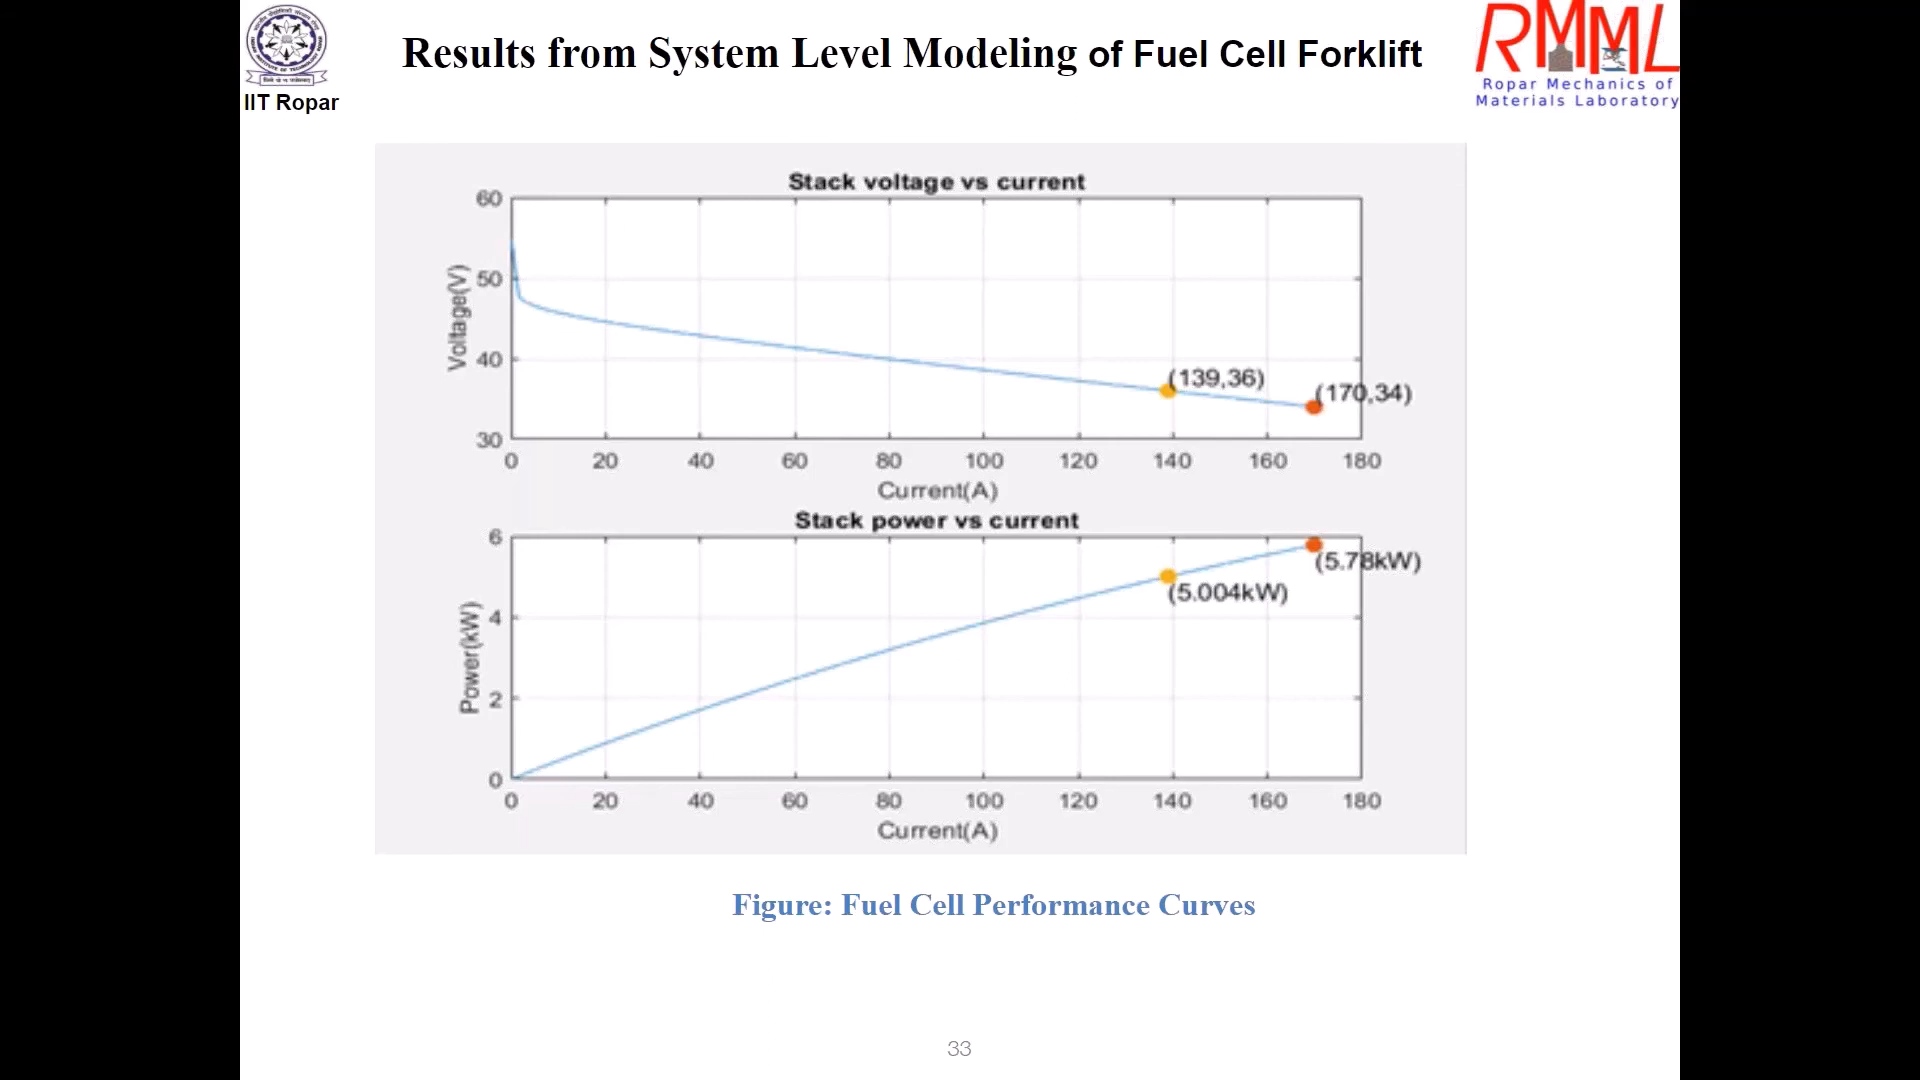 IIT Ropar
Results from System Level Modeling of Fuel Cell Forklift
RMML
Ropar Mechanics of
Materials Laboratory
Stack voltage vs current
60
50
40
30
Voltage(V)
(139,36)
(170,34)
0 20 40 60 80 100 120 140 160 180
Current(A)
Stack power vs current
6
4
2
0
Power(kW)
(5.004kW)
(5.78kW)
0 20 40 60 80 100 120 140 160 180
Current(A)
Figure: Fuel Cell Performance Curves
33